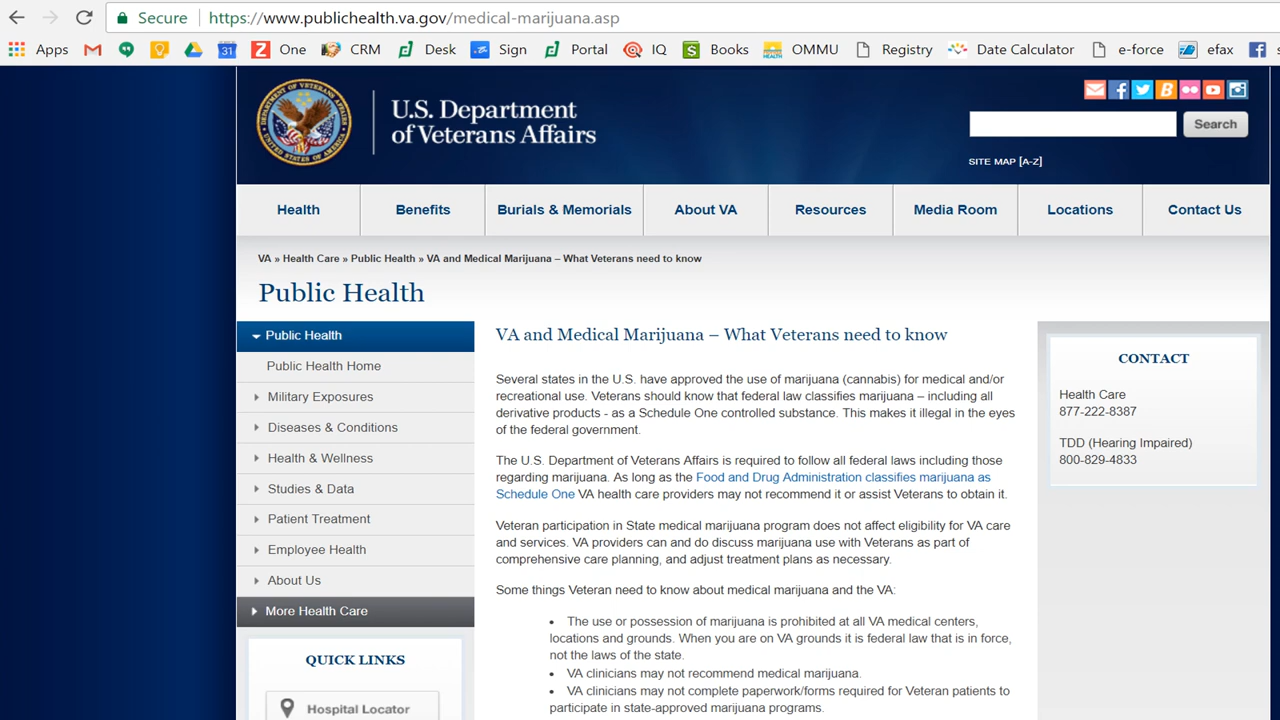 Secure https://www.publichealth.va.gov/medical-marijuana.asp
Apps One CRM Desk Sign Portal IQ Books OMMU Registry Date Calculator e-force efax
U.S. Department
of Veterans Affairs
Search
SITE MAP [A-Z]
Health Benefits Burials & Memorials About VA Resources Media Room Locations Contact Us
VA » Health Care » Public Health » VA and Medical Marijuana – What Veterans need to know
Public Health
Public Health
Public Health Home
Military Exposures
Diseases & Conditions
Health & Wellness
Studies & Data
Patient Treatment
Employee Health
About Us
More Health Care
QUICK LINKS
Hospital Locator
VA and Medical Marijuana – What Veterans need to know
Several states in the U.S. have approved the use of marijuana (cannabis) for medical and/or
recreational use. Veterans should know that federal law classifies marijuana – including all
derivative products - as a Schedule One controlled substance. This makes it illegal in the eyes
of the federal government.
The U.S. Department of Veterans Affairs is required to follow all federal laws including those
regarding marijuana. As long as the Food and Drug Administration classifies marijuana as
Schedule One VA health care providers may not recommend it or assist Veterans to obtain it.
Veteran participation in State medical marijuana program does not affect eligibility for VA care
and services. VA providers can and do discuss marijuana use with Veterans as part of
comprehensive care planning, and adjust treatment plans as necessary.
Some things Veteran need to know about medical marijuana and the VA:
• The use or possession of marijuana is prohibited at all VA medical centers,
locations and grounds. When you are on VA grounds it is federal law that is in force,
not the laws of the state.
• VA clinicians may not recommend medical marijuana.
• VA clinicians may not complete paperwork/forms required for Veteran patients to
participate in state-approved marijuana programs.
CONTACT
Health Care
877-222-8387
TDD (Hearing Impaired)
800-829-4833